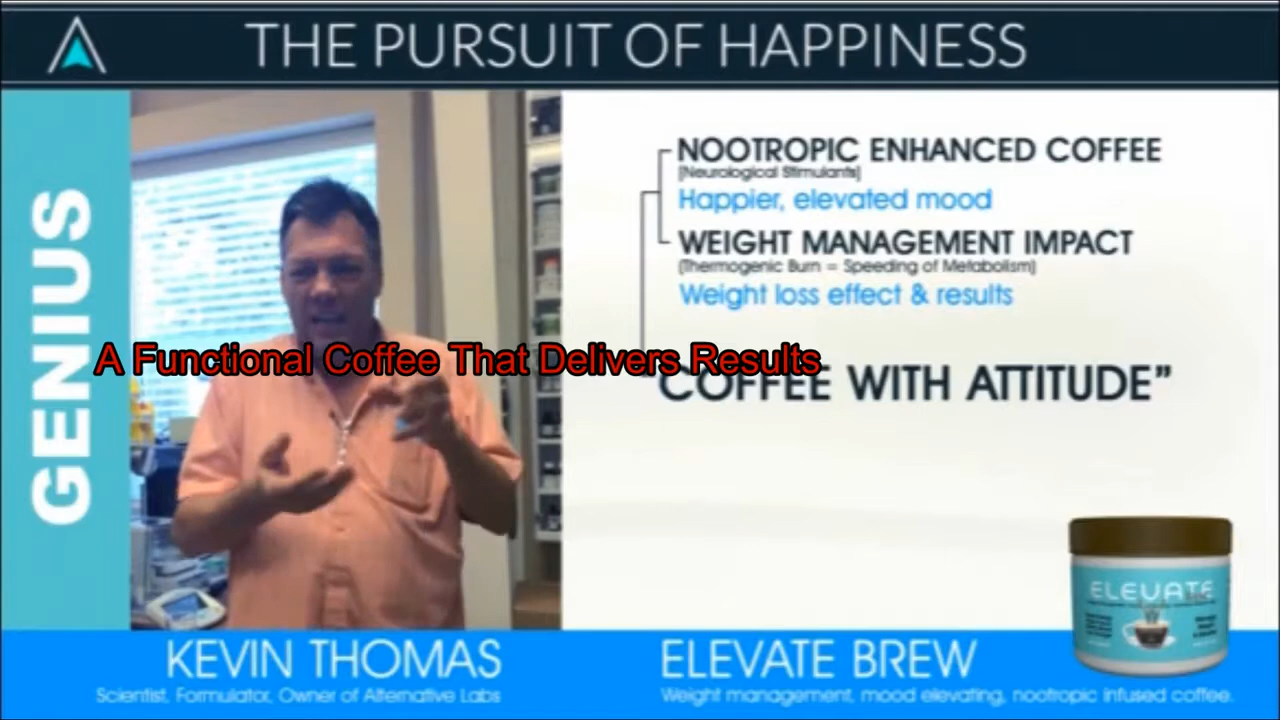 THE PURSUIT OF HAPPINESS
GENIUS
NOOTROPIC ENHANCED COFFEE
[Neurological Stimulants]
Happier, elevated mood
WEIGHT MANAGEMENT IMPACT
[Thermogenic Burn = Speeding of Metabolism]
Weight loss effect & results
A Functional Coffee That Delivers Results
"COFFEE WITH ATTITUDE”
ELEVATE
KEVIN THOMAS
Scientist, Formulator, Owner of Alternative Labs
ELEVATE BREW
Weight management, mood elevating, nootropic infused coffee.